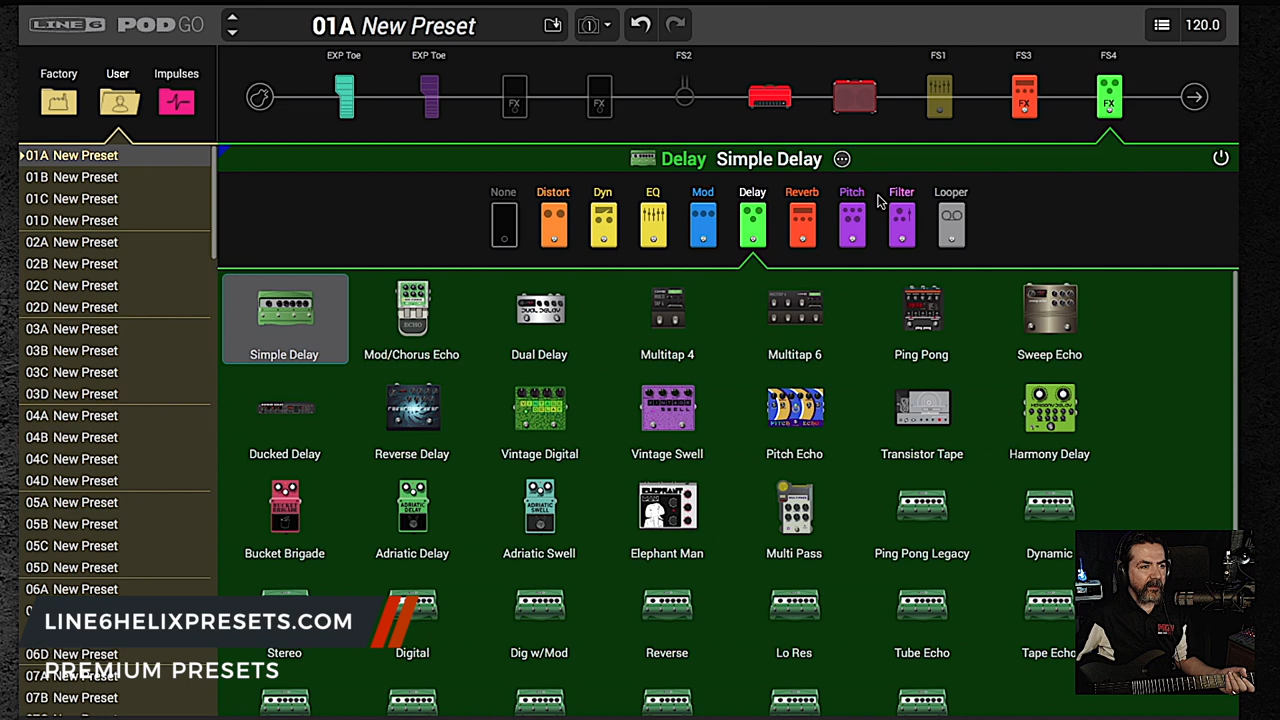 LINE 6 POD GO
01A New Preset
120.0
Factory User Impulses
EXP Toe EXP Toe FS2 FS1 FS3 FS4
FX FX FX FX
Delay Simple Delay
None Distort Dyn EQ Mod Delay Reverb Pitch Filter Looper
01A New Preset
01B New Preset
01C New Preset
01D New Preset
02A New Preset
02B New Preset
02C New Preset
02D New Preset
03A New Preset
03B New Preset
03C New Preset
03D New Preset
04A New Preset
04B New Preset
04C New Preset
04D New Preset
05A New Preset
05B New Preset
05C New Preset
05D New Preset
06A New Preset
06D New Preset
07A New Preset
07B New Preset
Simple Delay Mod/Chorus Echo Dual Delay Multitap 4 Multitap 6 Ping Pong Sweep Echo
Ducked Delay Reverse Delay Vintage Digital Vintage Swell Pitch Echo Transistor Tape Harmony Delay
Bucket Brigade Adriatic Delay Adriatic Swell Elephant Man Multi Pass Ping Pong Legacy Dynamic
Stereo Digital Dig w/Mod Reverse Lo Res Tube Echo Tape Echo
LINE6HELIXPRESETS.COM
PREMIUM PRESETS